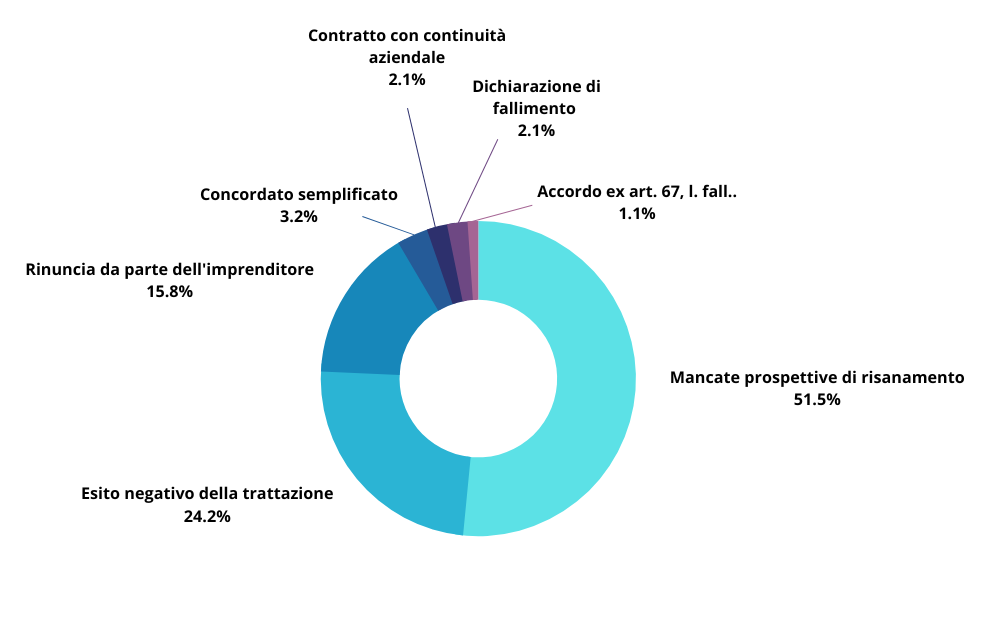 Contratto con continuità
aziendale
2.1%
Dichiarazione di
fallimento
2.1%
Accordo ex art. 67, l. fall..
1.1%
Concordato semplificato
3.2%
Rinuncia da parte dell'imprenditore
15.8%
Mancate prospettive di risanamento
51.5%
Esito negativo della trattazione
24.2%